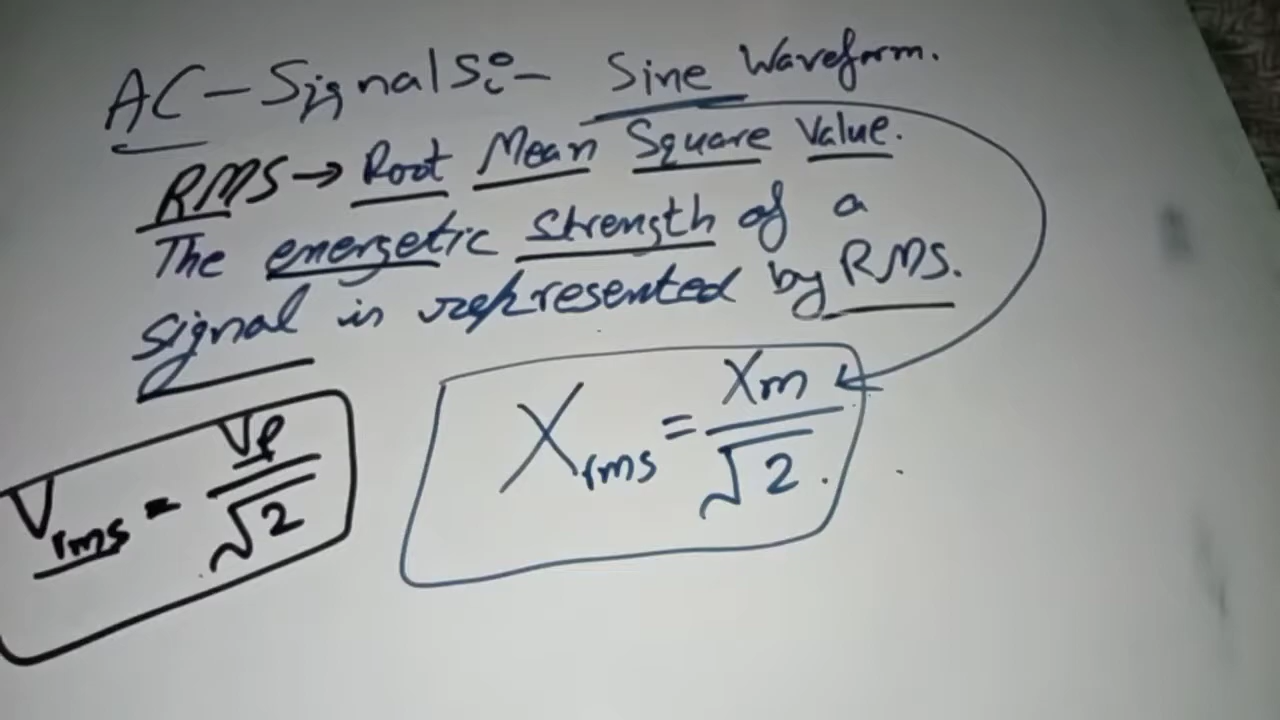 AC - Signals:- Sine Waveform.
RMS → Root Mean Square Value.
The energetic strength of a
signal is represented by RMS.
Vrms = Vp/√2
Xrms = Xm/√2.